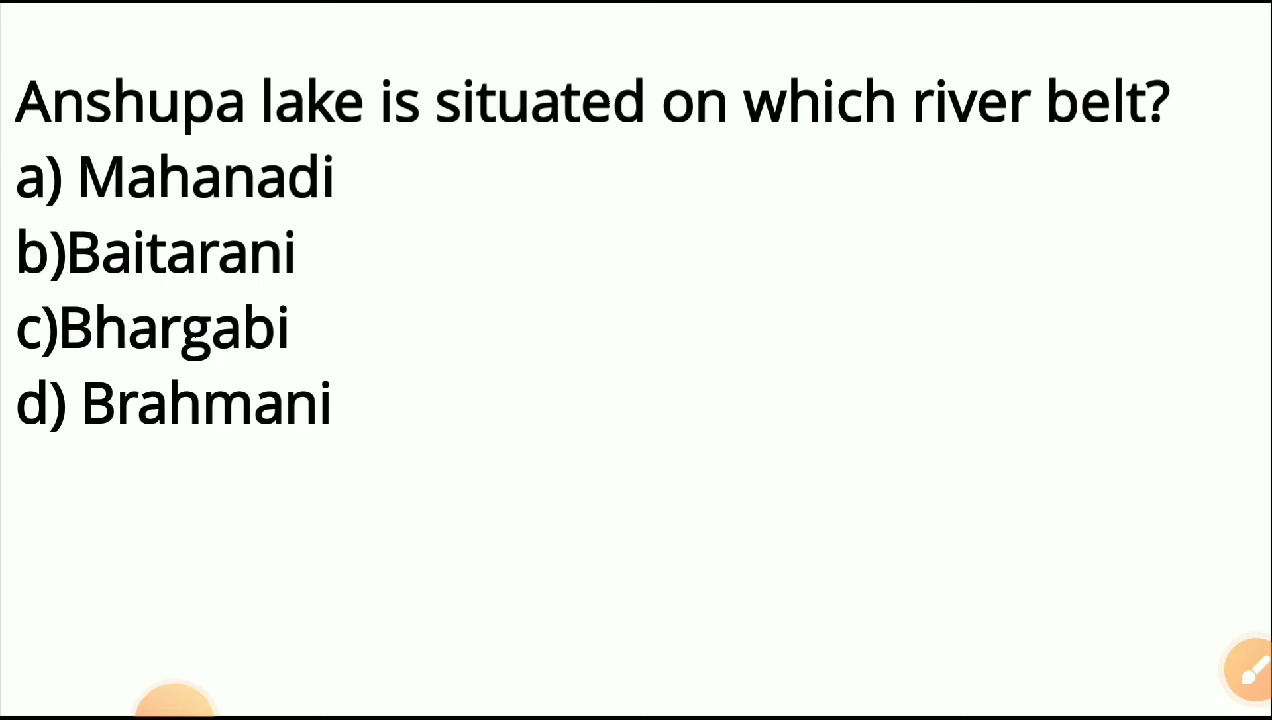 Anshupa lake is situated on which river belt?
a) Mahanadi
b)Baitarani
c)Bhargabi
d) Brahmani